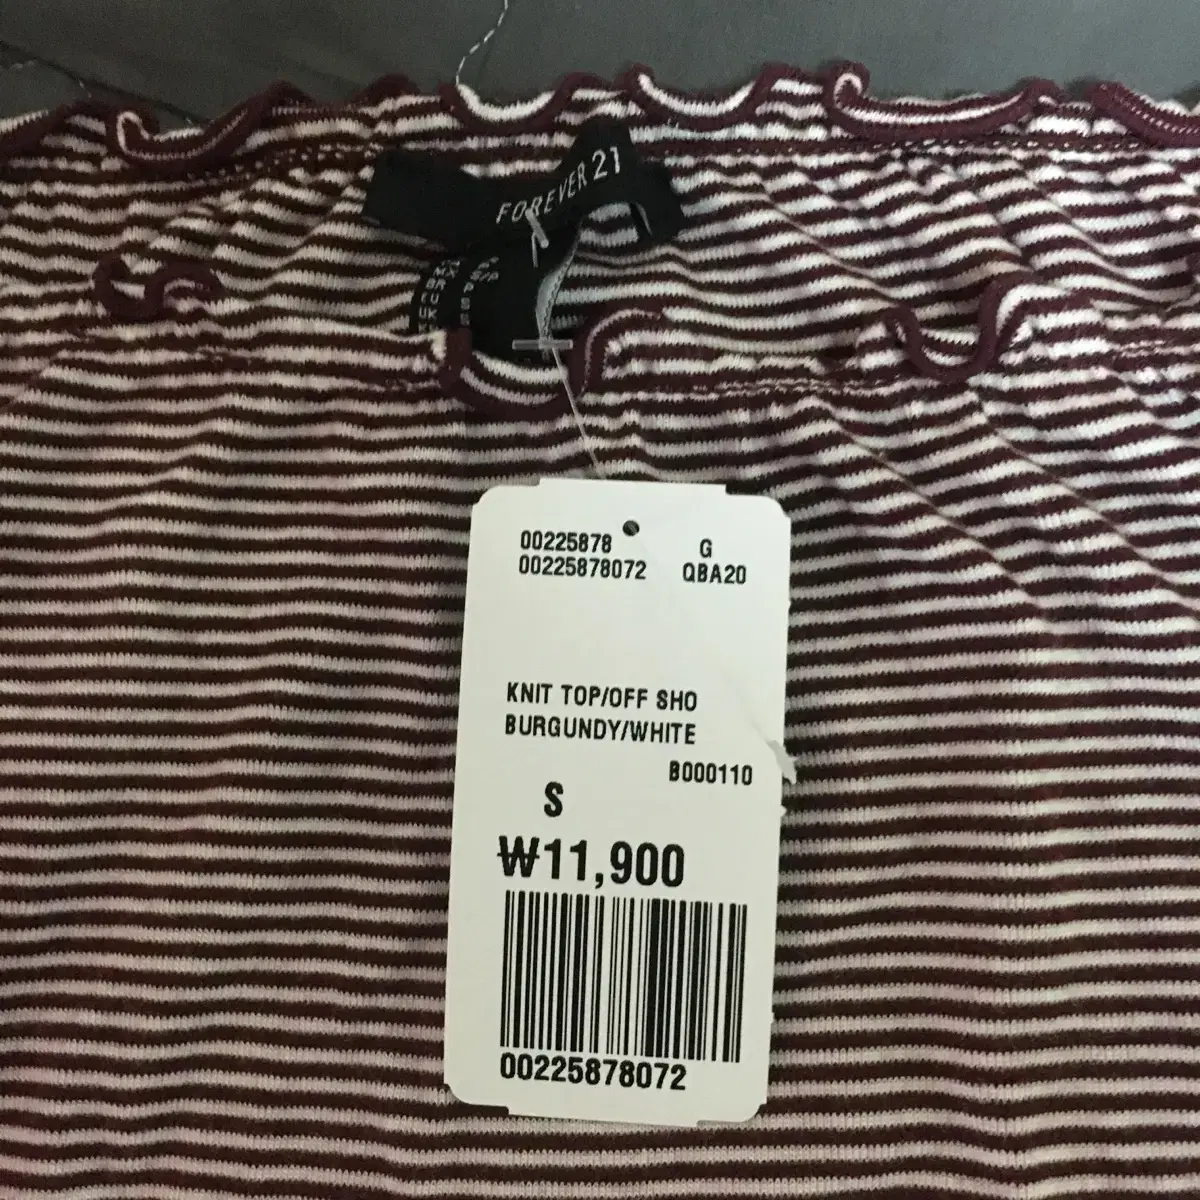 FOREVER 21
S/P
00225878 G
00225878072 QBA20
KNIT TOP/OFF SHO
BURGUNDY/WHITE
B000110
S
₩11,900
00225878072